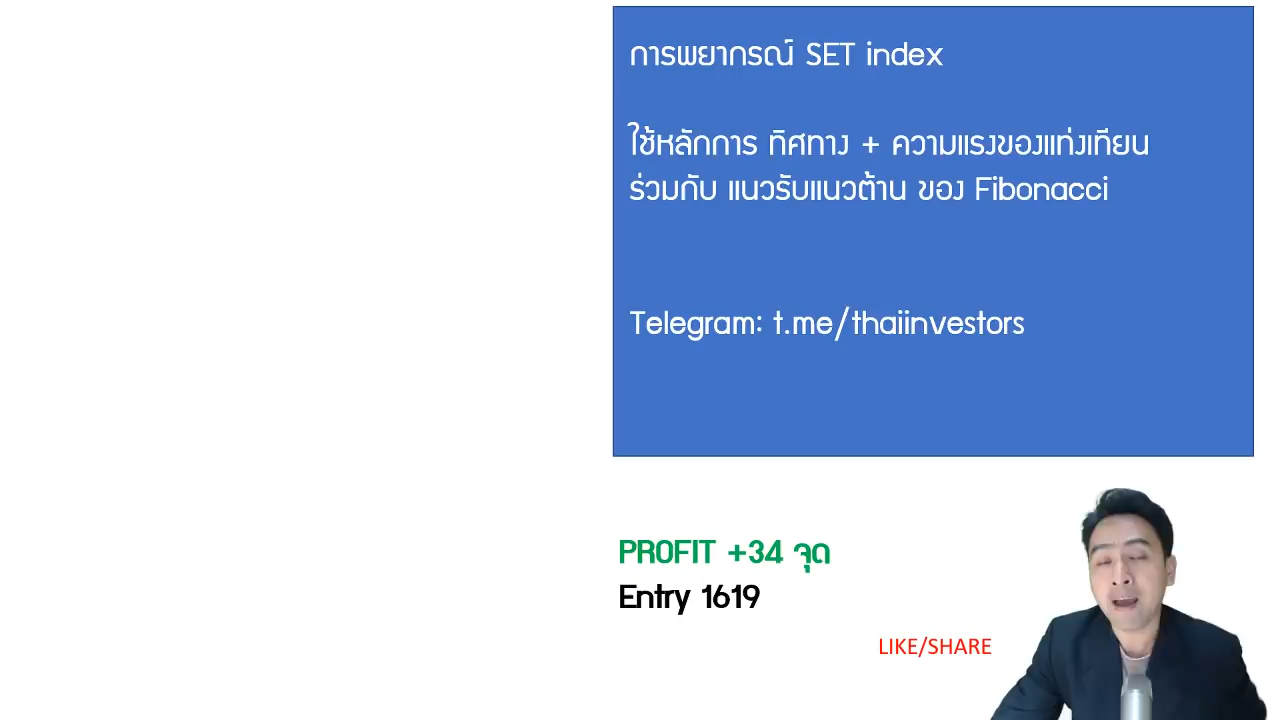 การพยากรณ์ SET index
ใช้หลักการ ทิศทาง + ความแรงของแท่งเทียน
ร่วมกับ แนวรับแนวต้าน ของ Fibonacci
Telegram: t.me/thaiinvestors
PROFIT +34 จุด
Entry 1619
LIKE/SHARE